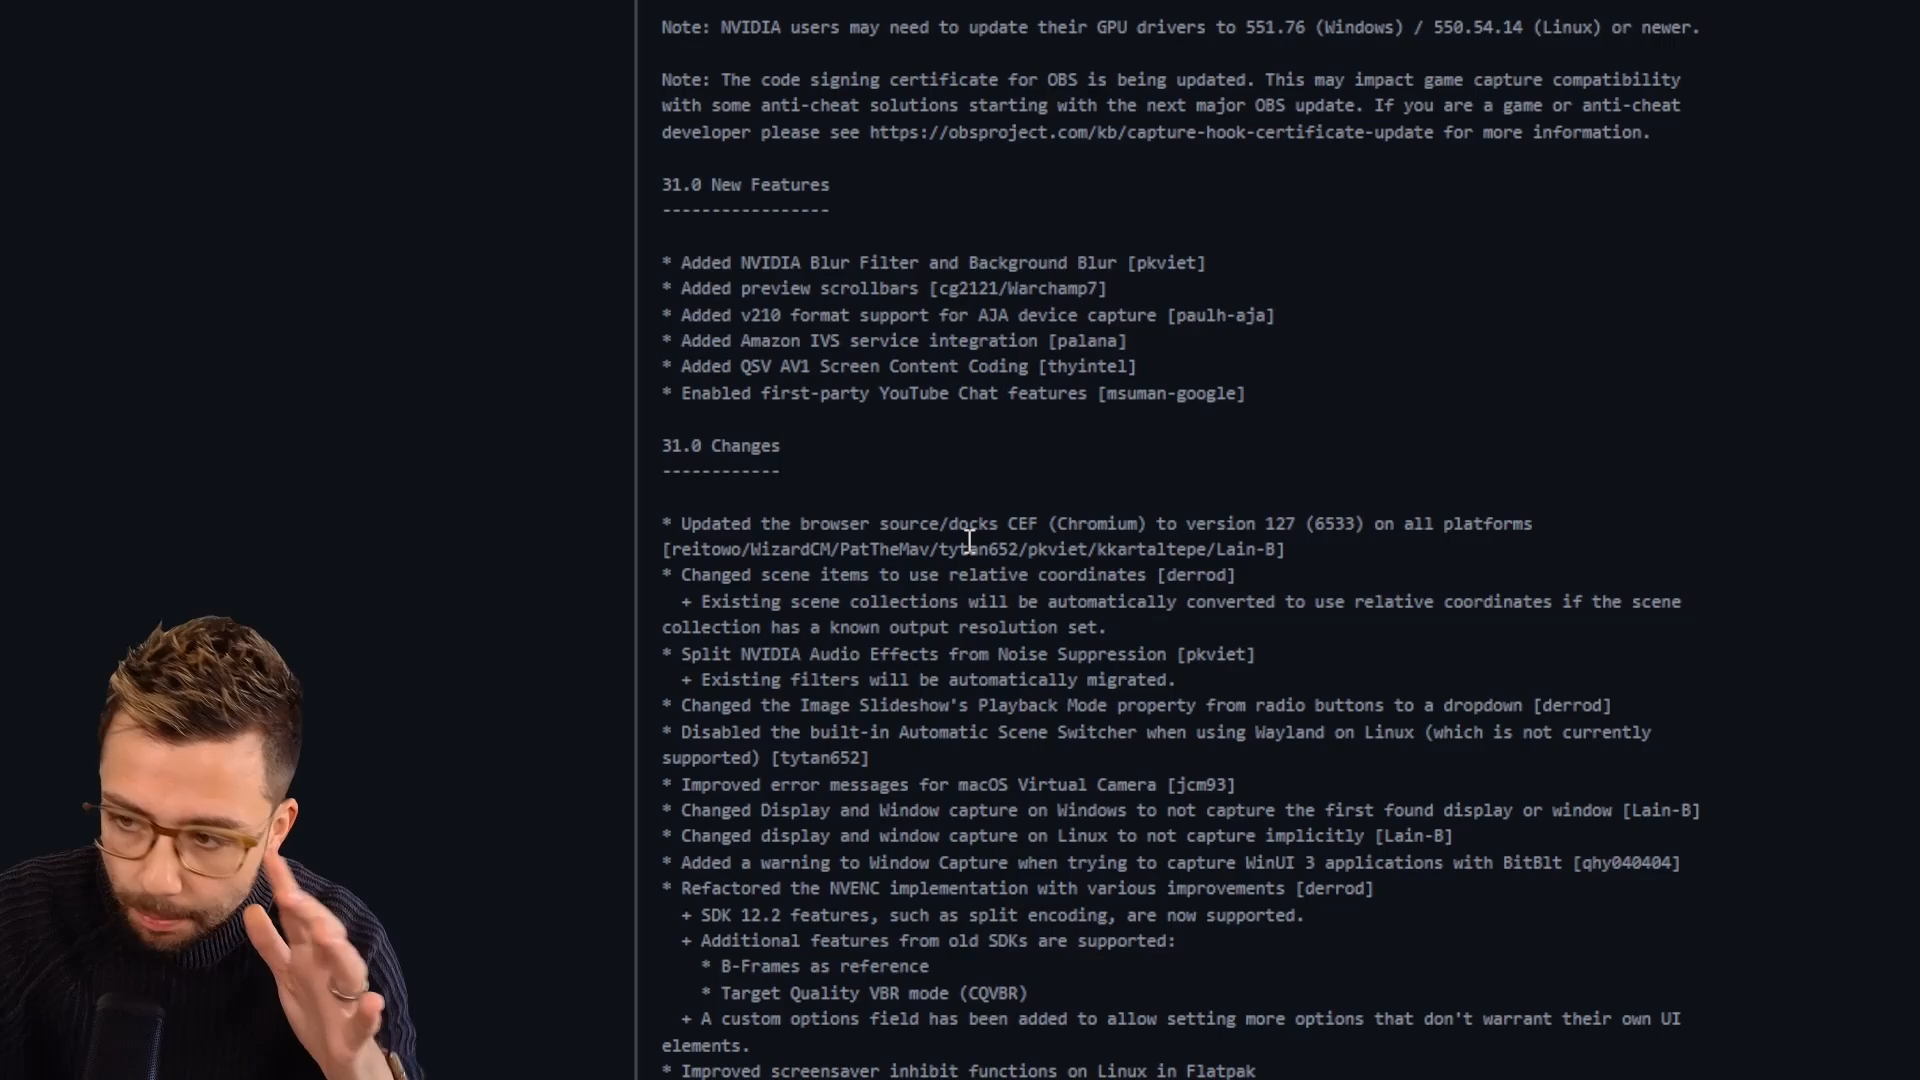 Note: NVIDIA users may need to update their GPU drivers to 551.76 (Windows) / 550.54.14 (Linux) or newer.
Note: The code signing certificate for OBS is being updated. This may impact game capture compatibility
with some anti-cheat solutions starting with the next major OBS update. If you are a game or anti-cheat
developer please see https://obsproject.com/kb/capture-hook-certificate-update for more information.
31.0 New Features
-----------------
* Added NVIDIA Blur Filter and Background Blur [pkviet]
* Added preview scrollbars [cg2121/Warchamp7]
* Added v210 format support for AJA device capture [paulh-aja]
* Added Amazon IVS service integration [palana]
* Added QSV AV1 Screen Content Coding [thyintel]
* Enabled first-party YouTube Chat features [msuman-google]
31.0 Changes
------------
* Updated the browser source/docks CEF (Chromium) to version 127 (6533) on all platforms
[reitowo/WizardCM/PatTheMav/tytan652/pkviet/kkartaltepe/Lain-B]
* Changed scene items to use relative coordinates [derrod]
+ Existing scene collections will be automatically converted to use relative coordinates if the scene
collection has a known output resolution set.
* Split NVIDIA Audio Effects from Noise Suppression [pkviet]
+ Existing filters will be automatically migrated.
* Changed the Image Slideshow's Playback Mode property from radio buttons to a dropdown [derrod]
* Disabled the built-in Automatic Scene Switcher when using Wayland on Linux (which is not currently
supported) [tytan652]
* Improved error messages for macOS Virtual Camera [jcm93]
* Changed Display and Window capture on Windows to not capture the first found display or window [Lain-B]
* Changed display and window capture on Linux to not capture implicitly [Lain-B]
* Added a warning to Window Capture when trying to capture WinUI 3 applications with BitBlt [qhy040404]
* Refactored the NVENC implementation with various improvements [derrod]
+ SDK 12.2 features, such as split encoding, are now supported.
+ Additional features from old SDKs are supported:
* B-Frames as reference
* Target Quality VBR mode (CQVBR)
+ A custom options field has been added to allow setting more options that don't warrant their own UI
elements.
* Improved screensaver inhibit functions on Linux in Flatpak